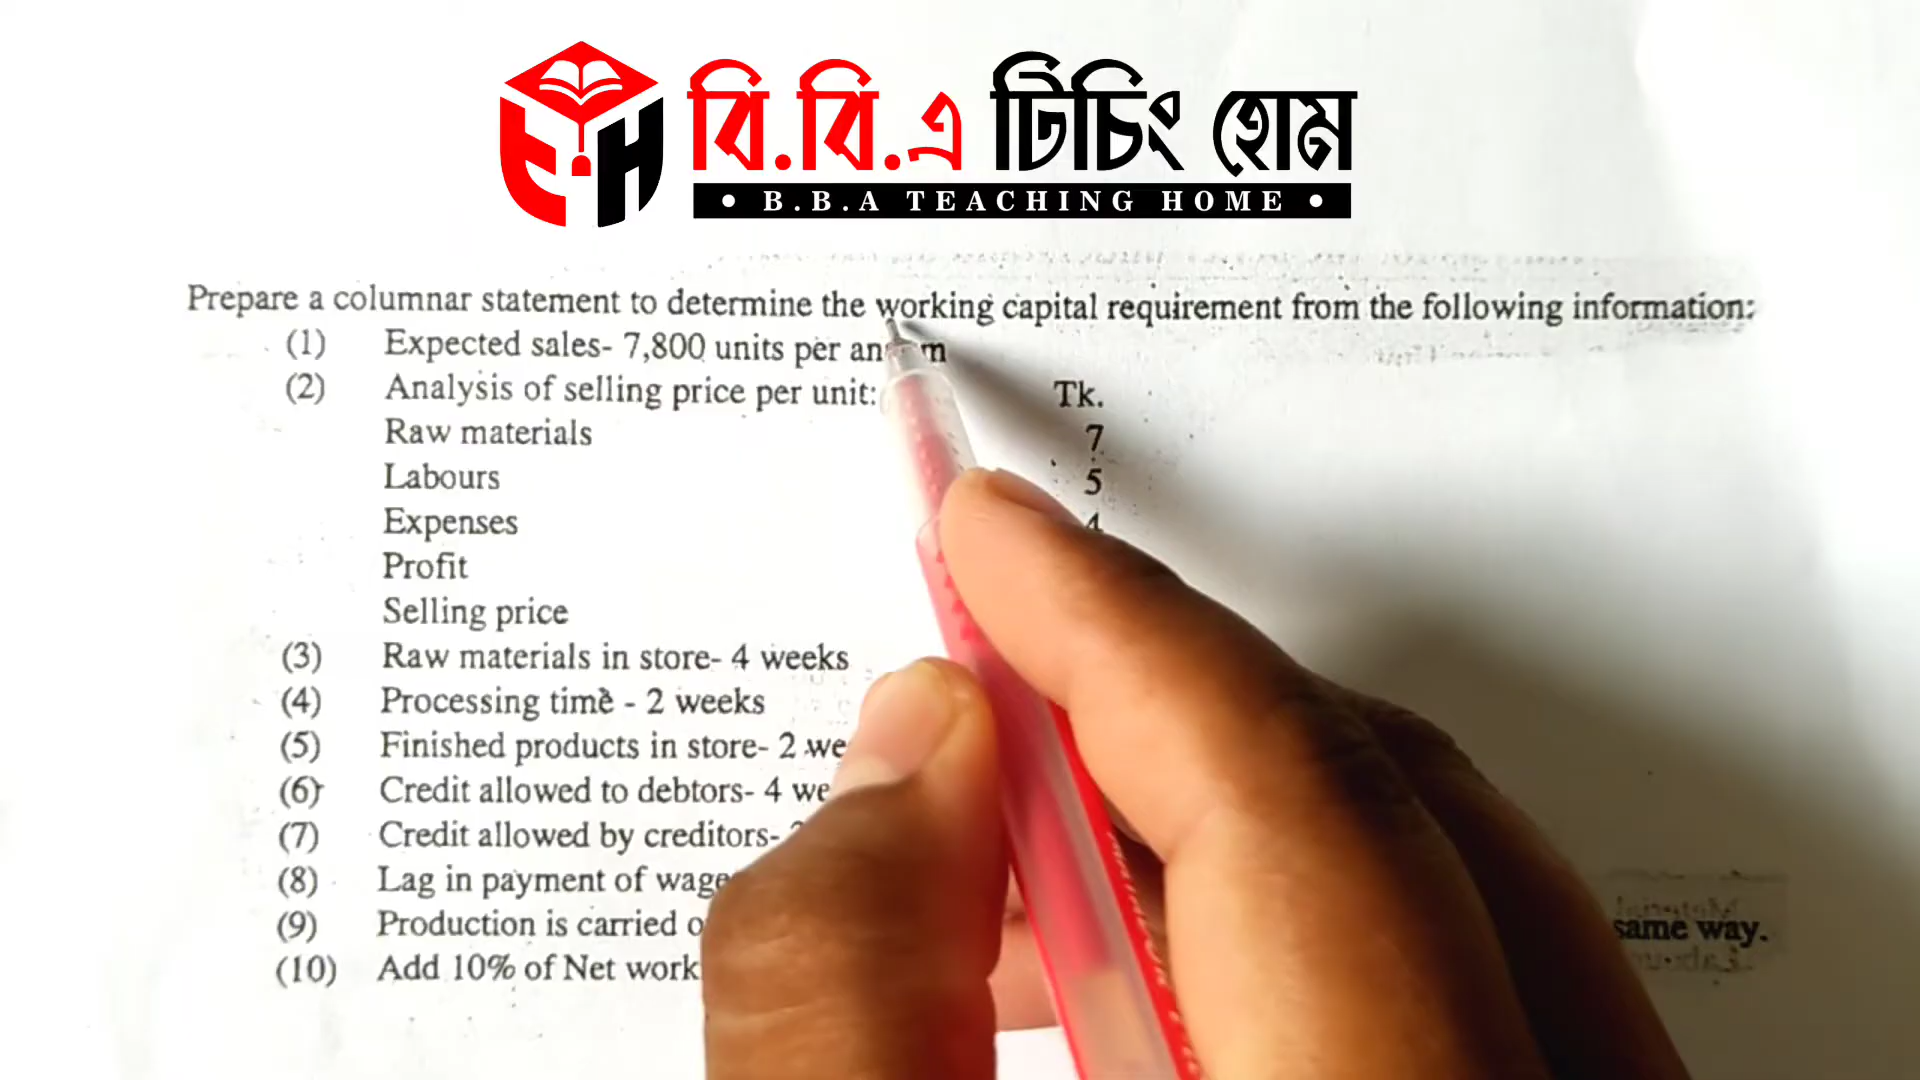 বি.বি.এ টিচিং হোম
• B.B.A TEACHING HOME •
Prepare a columnar statement to determine the working capital requirement from the following information:
(1) Expected sales- 7,800 units per
(2) Analysis of selling price per unit: Tk.
Raw materials 7
Labours 5
Expenses 4
Profit
Selling price
(3) Raw materials in store- 4 weeks
(4) Processing time - 2 weeks
(5) Finished products in store- 2
(6) Credit allowed to debtors- 4
(7) Credit allowed by creditors-
(8) Lag in payment of
(9) Production is carried
same way.
(10) Add 10% of Net